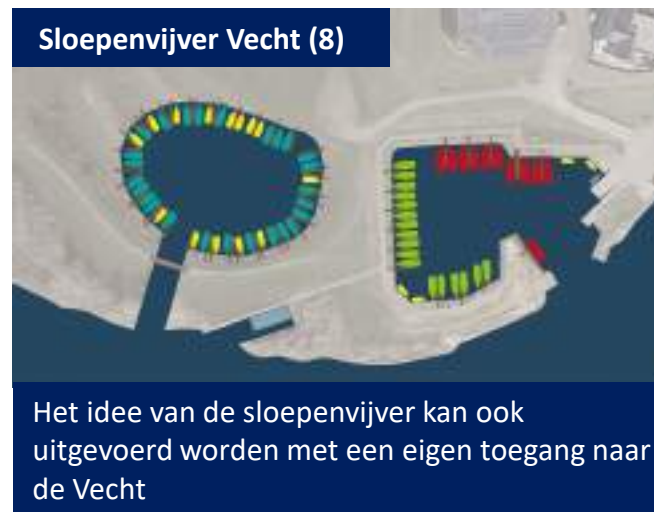 Sloepenvijver Vecht (8)
Het idee van de sloepenvijver kan ook
uitgevoerd worden met een eigen toegang naar
de Vecht